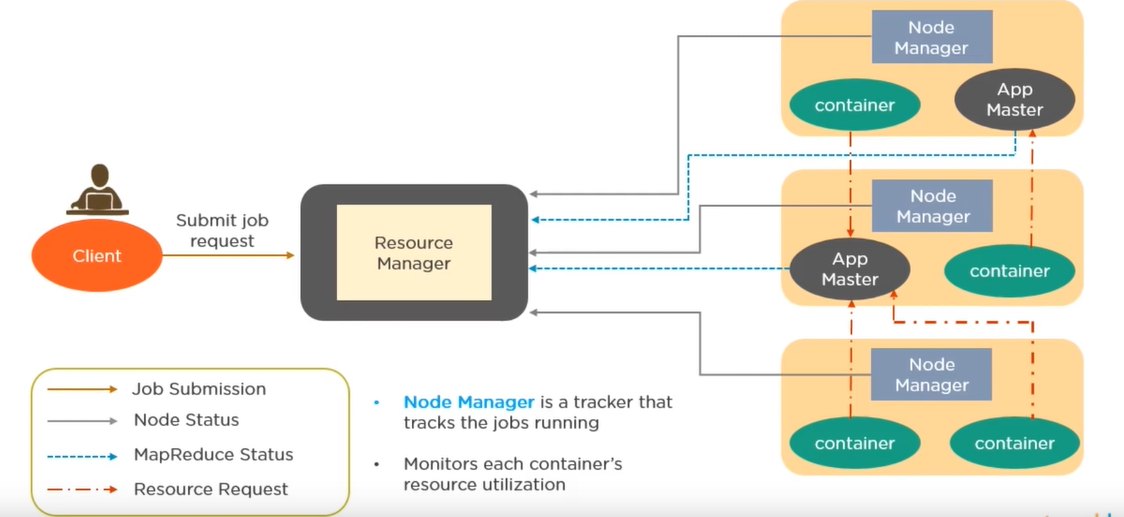 Node
Manager
container
App
Master
Submit job
request
Client
Resource
Manager
Node
Manager
App
Master
container
Node
Manager
container
container
Job Submission
Node Status
MapReduce Status
Resource Request
• Node Manager is a tracker that
tracks the jobs running
• Monitors each container’s
resource utilization